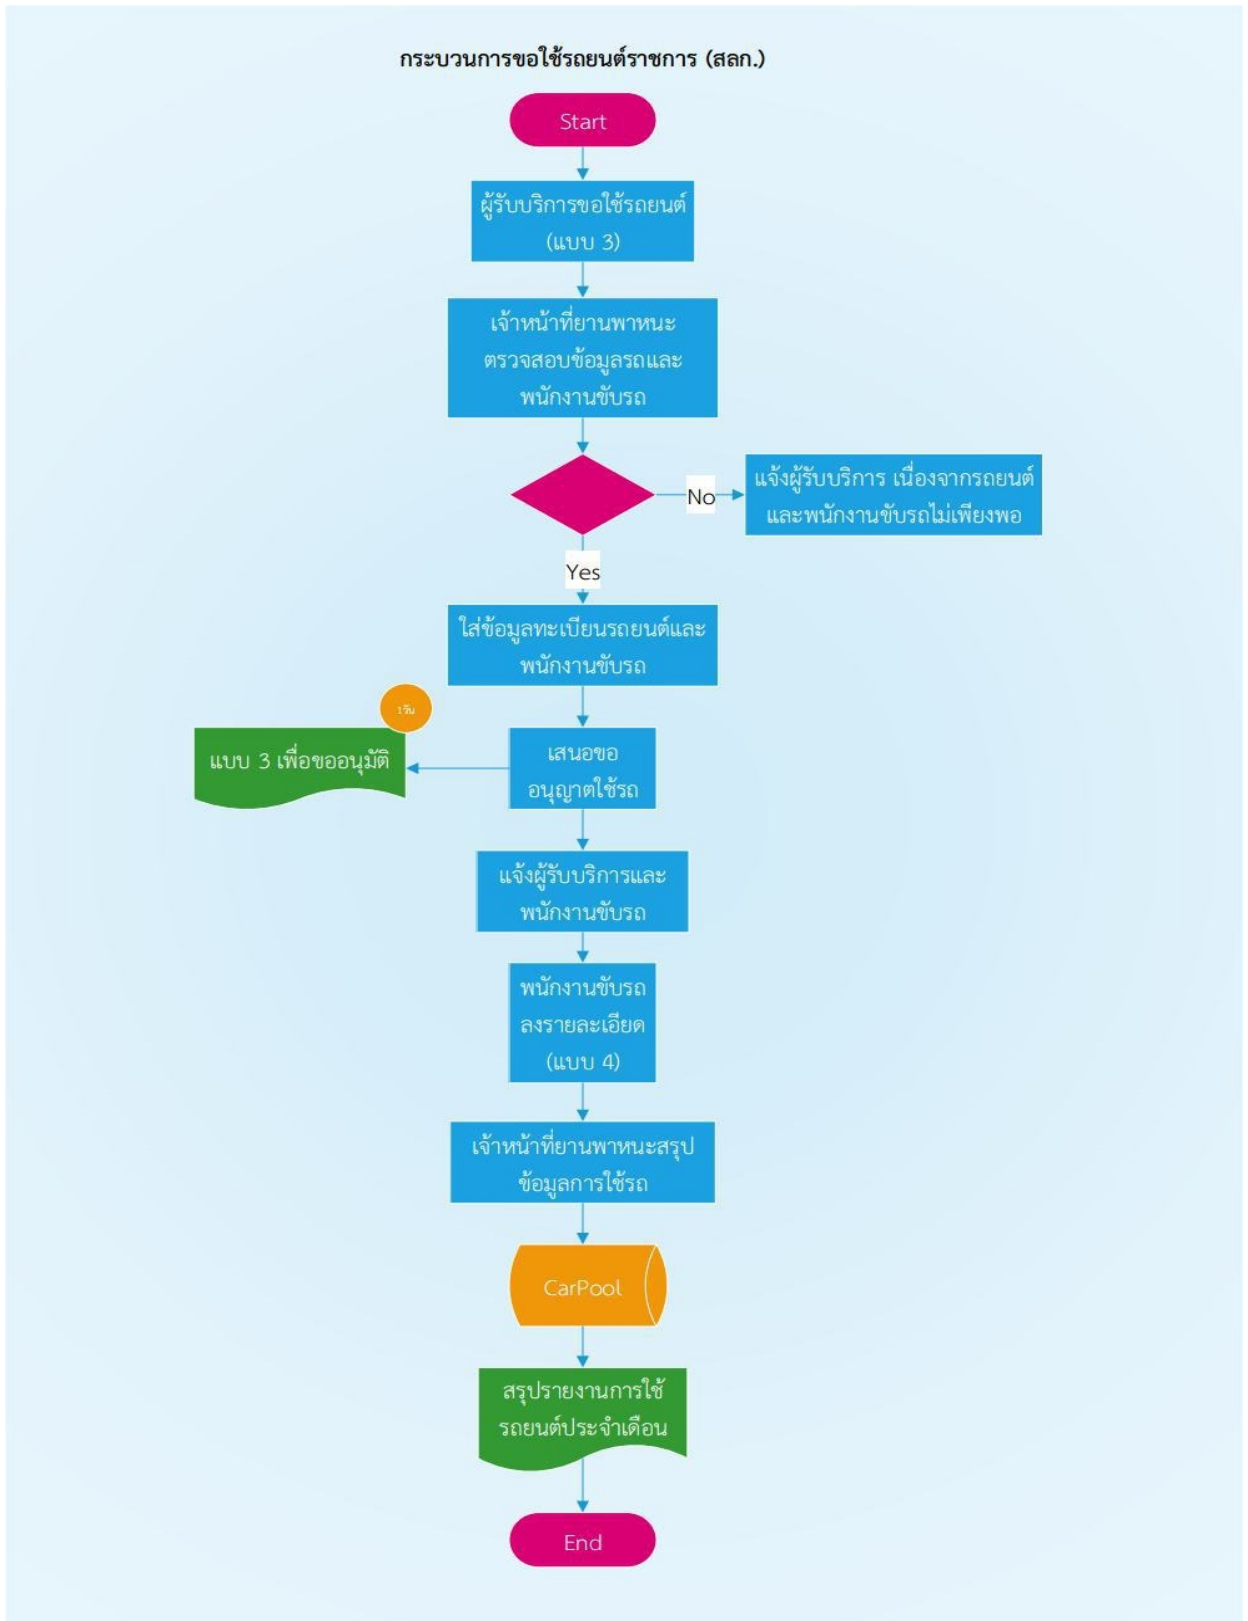 กระบวนการขอใช้รถยนต์ราชการ (สลก.)
Start
ผู้รับบริการขอใช้รถยนต์
(แบบ 3)
เจ้าหน้าที่ยานพาหนะ
ตรวจสอบข้อมูลรถและ
พนักงานขับรถ
No
แจ้งผู้รับบริการ เนื่องจากรถยนต์
และพนักงานขับรถไม่เพียงพอ
Yes
ใส่ข้อมูลทะเบียนรถยนต์และ
พนักงานขับรถ
1วัน
แบบ 3 เพื่อขออนุมัติ
เสนอขอ
อนุญาตใช้รถ
แจ้งผู้รับบริการและ
พนักงานขับรถ
พนักงานขับรถ
ลงรายละเอียด
(แบบ 4)
เจ้าหน้าที่ยานพาหนะสรุป
ข้อมูลการใช้รถ
CarPool
สรุปรายงานการใช้
รถยนต์ประจำเดือน
End